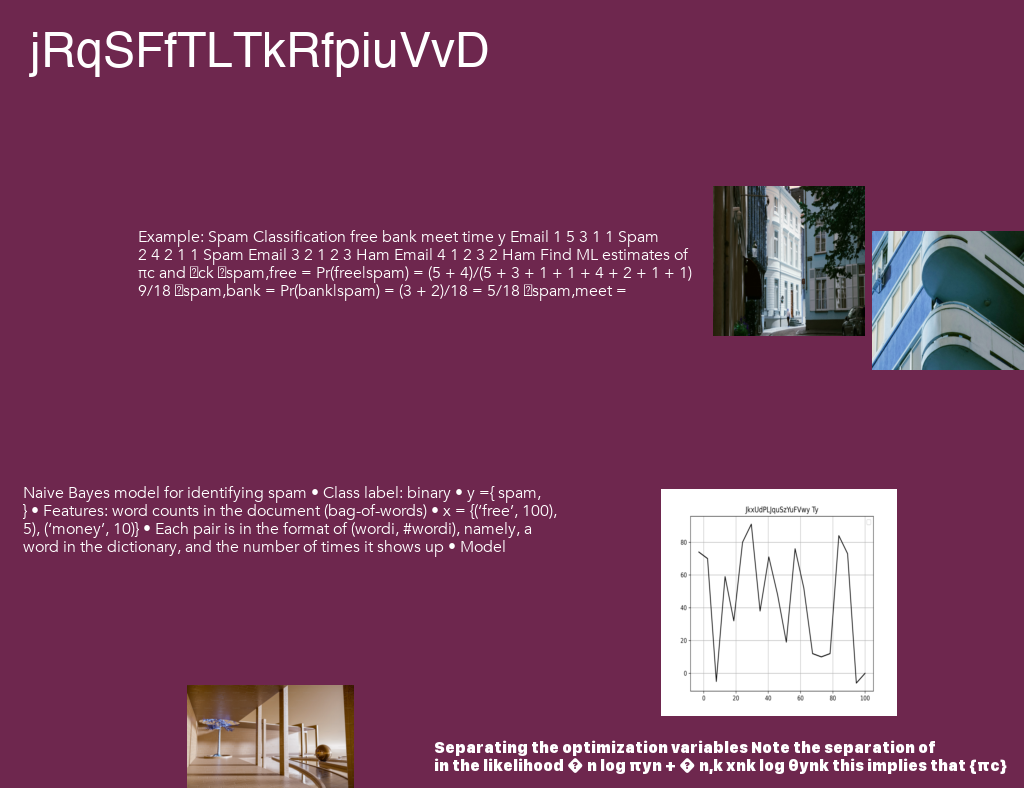 jRqSFfTLTkRfpiuVvD
Example: Spam Classification free bank meet time y Email 1 5 3 1 1 Spam
2 4 2 1 1 Spam Email 3 2 1 2 3 Ham Email 4 1 2 3 2 Ham Find ML estimates of
πc and �ck �spam,free = Pr(free|spam) = (5 + 4)/(5 + 3 + 1 + 1 + 4 + 2 + 1 + 1)
9/18 �spam,bank = Pr(bank|spam) = (3 + 2)/18 = 5/18 �spam,meet =
Naive Bayes model for identifying spam • Class label: binary • y ={ spam,
} • Features: word counts in the document (bag-of-words) • x = {('free', 100),
5), ('money', 10)} • Each pair is in the format of (wordi, #wordi), namely, a
word in the dictionary, and the number of times it shows up • Model
JkxUdPLJquSzYuFVwy Ty
80
60
40
20
0
0 20 40 60 80 100
Separating the optimization variables Note the separation of
in the likelihood � n log πyn + � n,k xnk log θynk this implies that {πc}